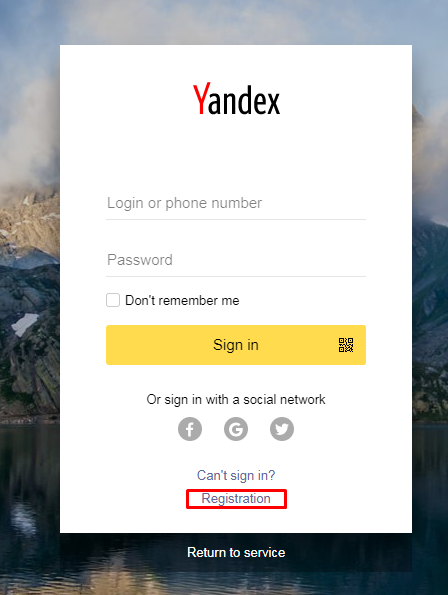 Yandex
Login or phone number
Password
Don't remember me
Sign in
Or sign in with a social network
Can't sign in?
Registration
Return to service